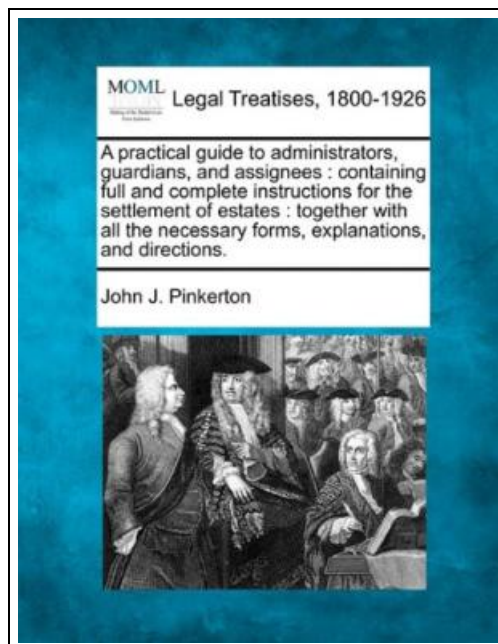 MOML
Legal Treatises, 1800-1926
A practical guide to administrators,
guardians, and assignees : containing
full and complete instructions for the
settlement of estates : together with
all the necessary forms, explanations,
and directions.
John J. Pinkerton